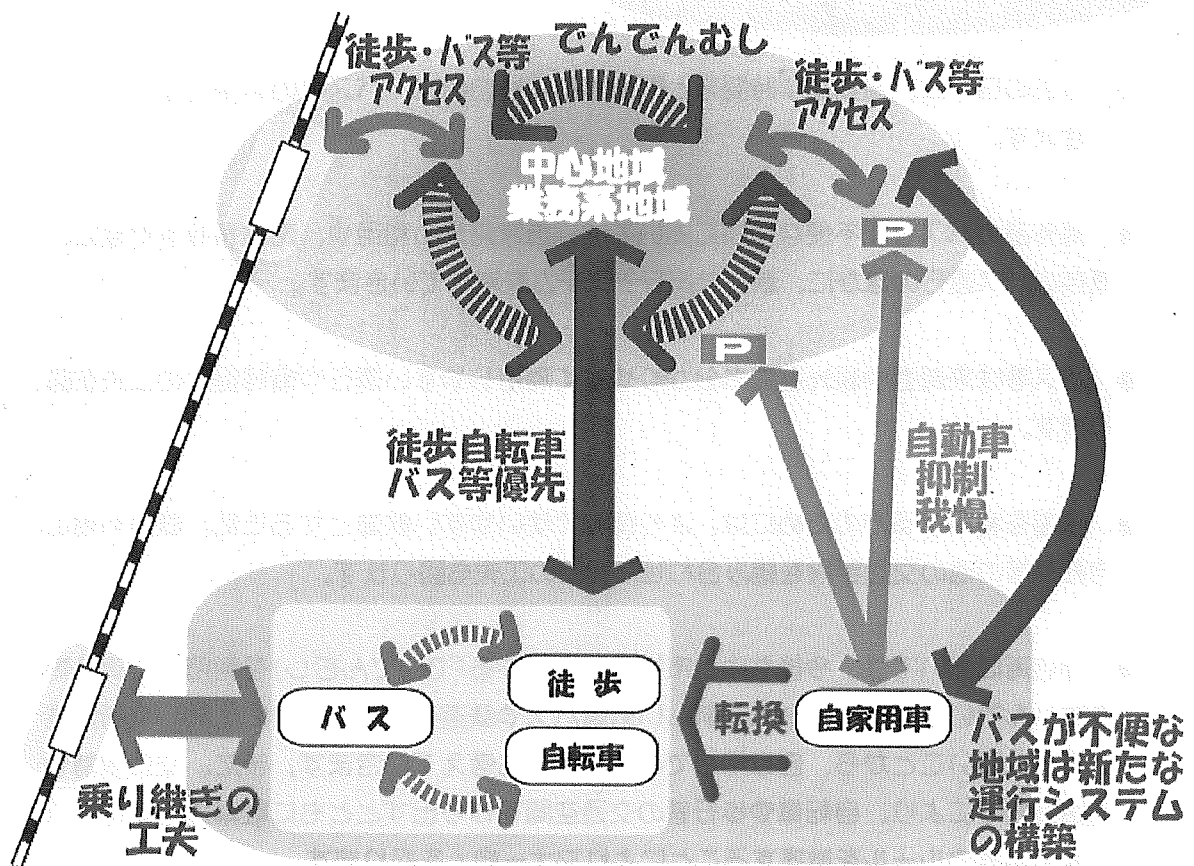 徒歩・バス等
アクセス
でんでんむし
徒歩・バス等
アクセス
中心地域
業務集地域
P
P
徒歩自転車
バス等優先
自動車
抑制
我慢
徒歩
バス
自転車
転換
自家用車
乗り継ぎの
工夫
バスが不便な
地域は新たな
運行システム
の構築